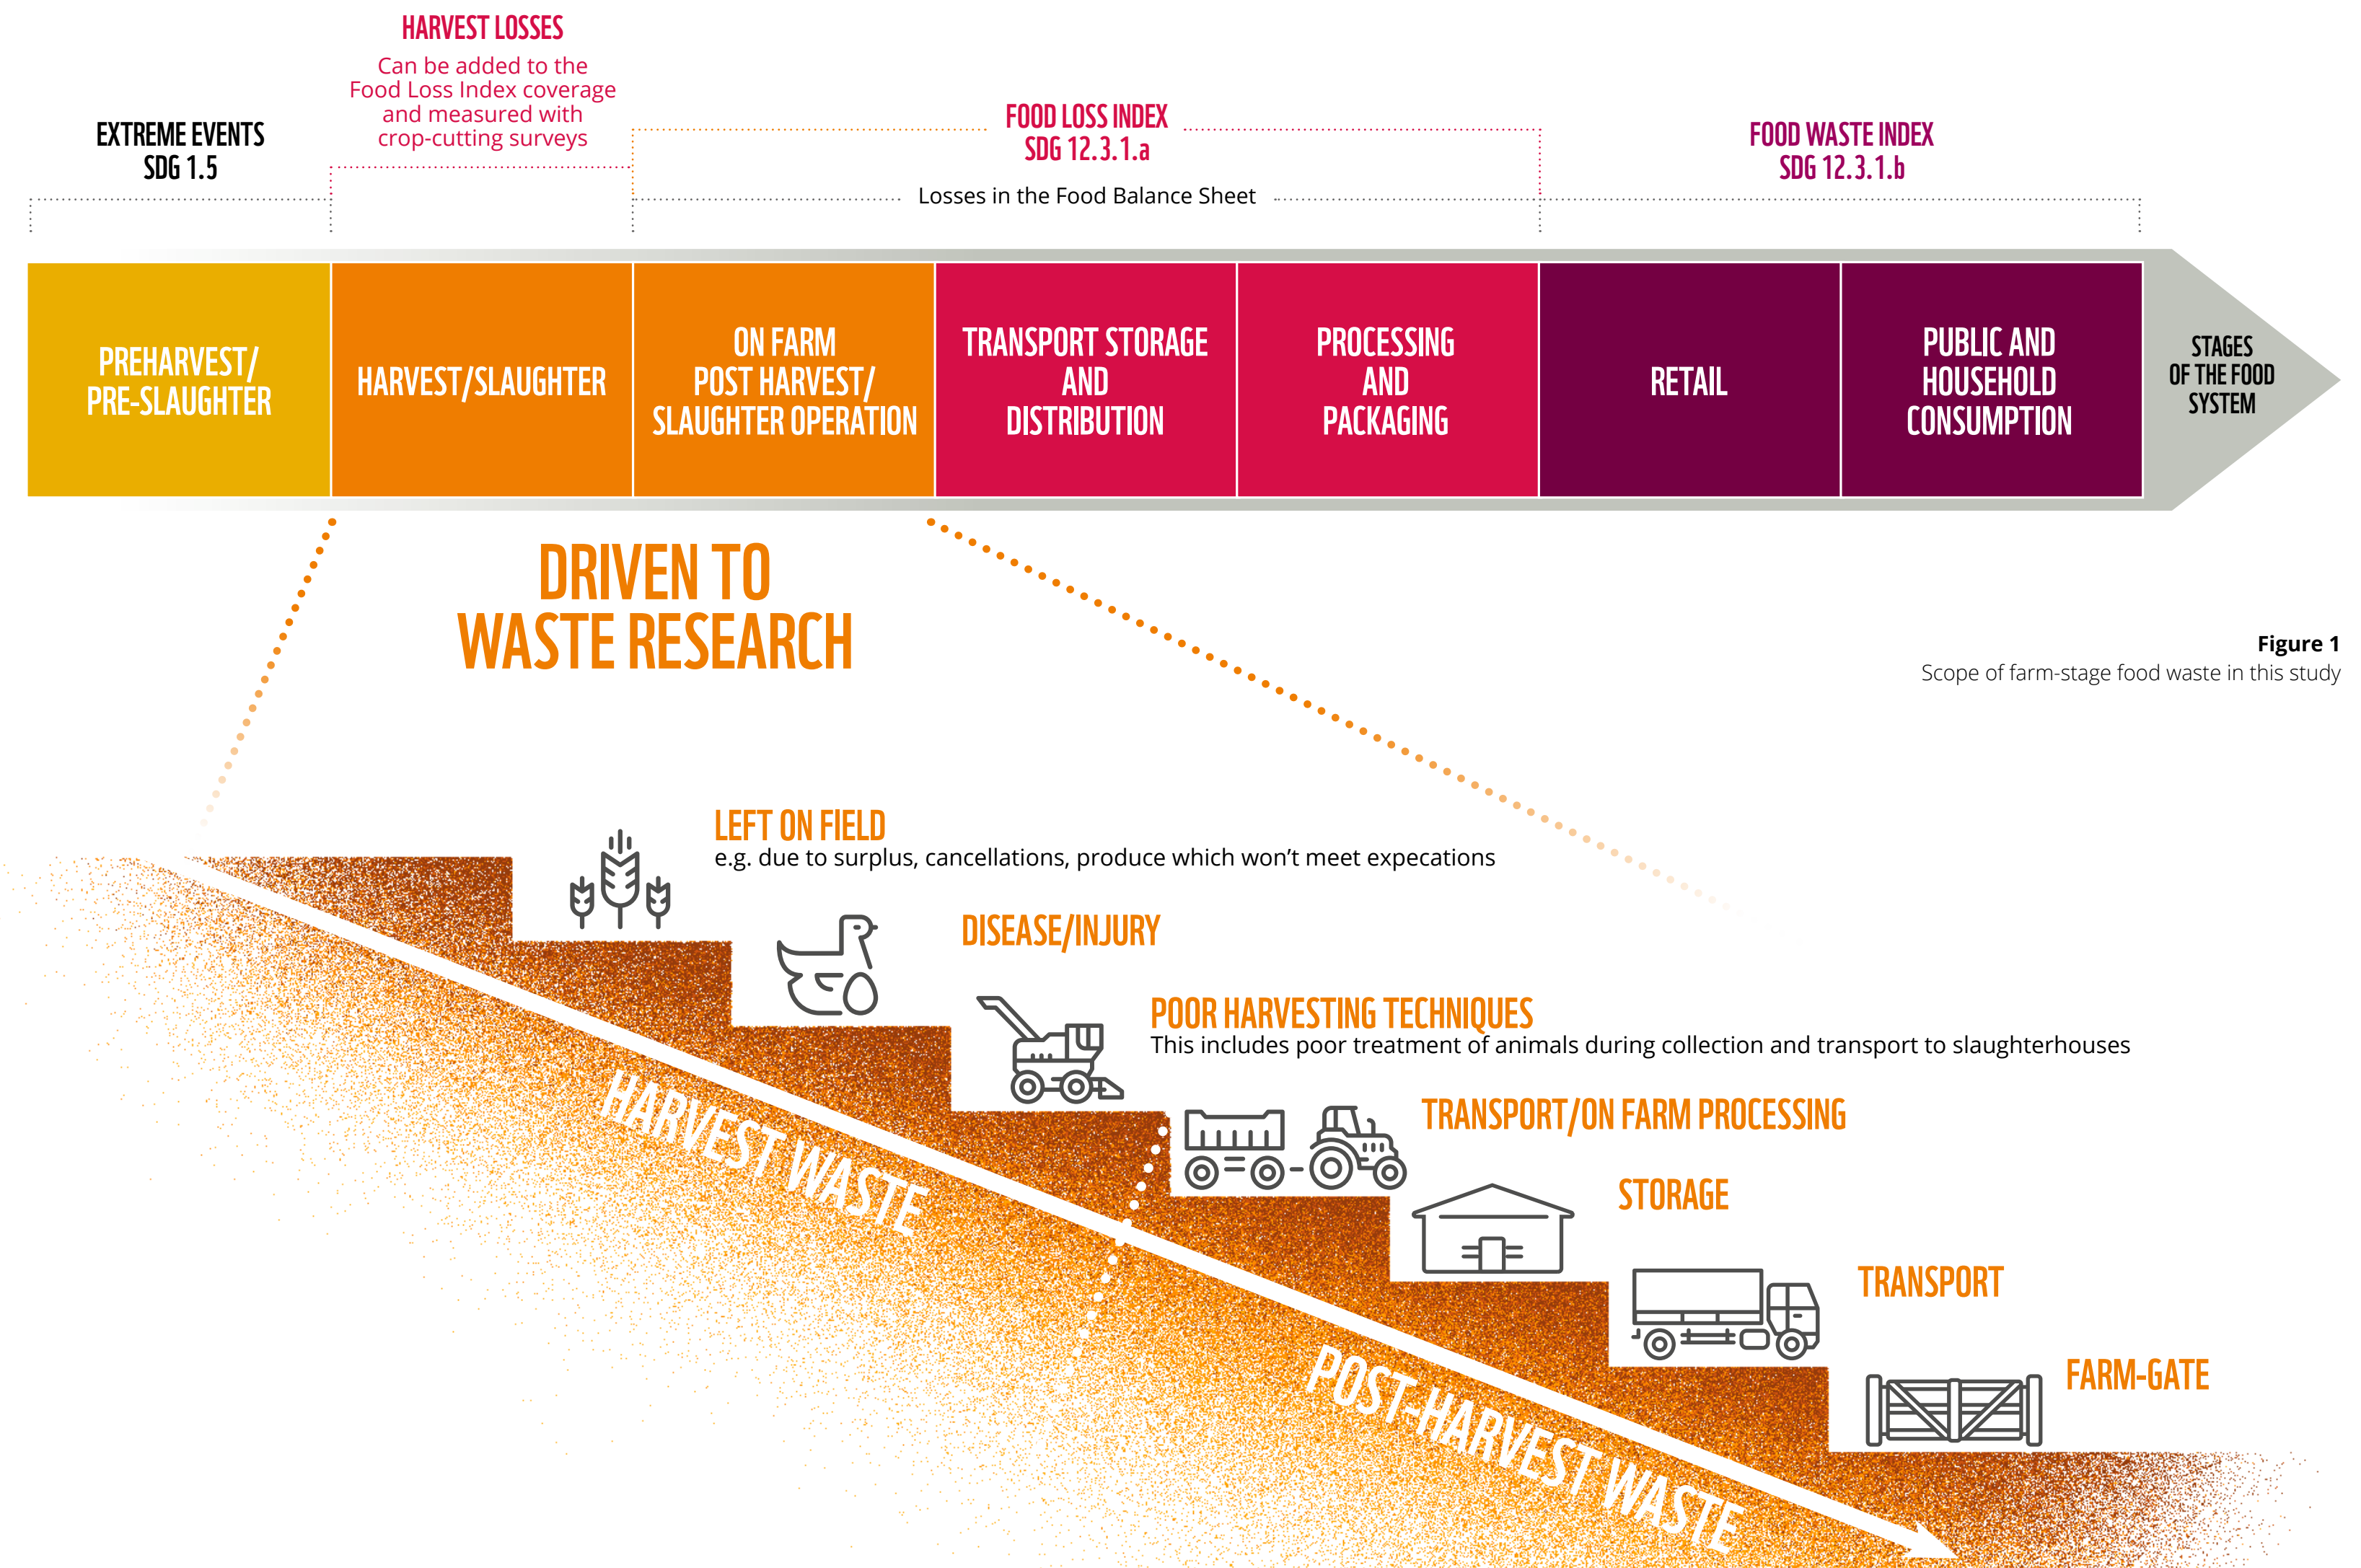 HARVEST LOSSES
Can be added to the
Food Loss Index coverage
and measured with
crop-cutting surveys
EXTREME EVENTS
SDG 1.5
FOOD LOSS INDEX
SDG 12.3.1.a
Losses in the Food Balance Sheet
FOOD WASTE INDEX
SDG 12.3.1.b
PREHARVEST/
PRE-SLAUGHTER
HARVEST/SLAUGHTER
ON FARM
POST HARVEST/
SLAUGHTER OPERATION
TRANSPORT STORAGE
AND
DISTRIBUTION
PROCESSING
AND
PACKAGING
RETAIL
PUBLIC AND
HOUSEHOLD
CONSUMPTION
STAGES
OF THE FOOD
SYSTEM
DRIVEN TO
WASTE RESEARCH
Figure 1
Scope of farm-stage food waste in this study
LEFT ON FIELD
e.g. due to surplus, cancellations, produce which won’t meet expecations
DISEASE/INJURY
POOR HARVESTING TECHNIQUES
This includes poor treatment of animals during collection and transport to slaughterhouses
TRANSPORT/ON FARM PROCESSING
STORAGE
TRANSPORT
FARM-GATE
HARVEST WASTE
POST-HARVEST WASTE